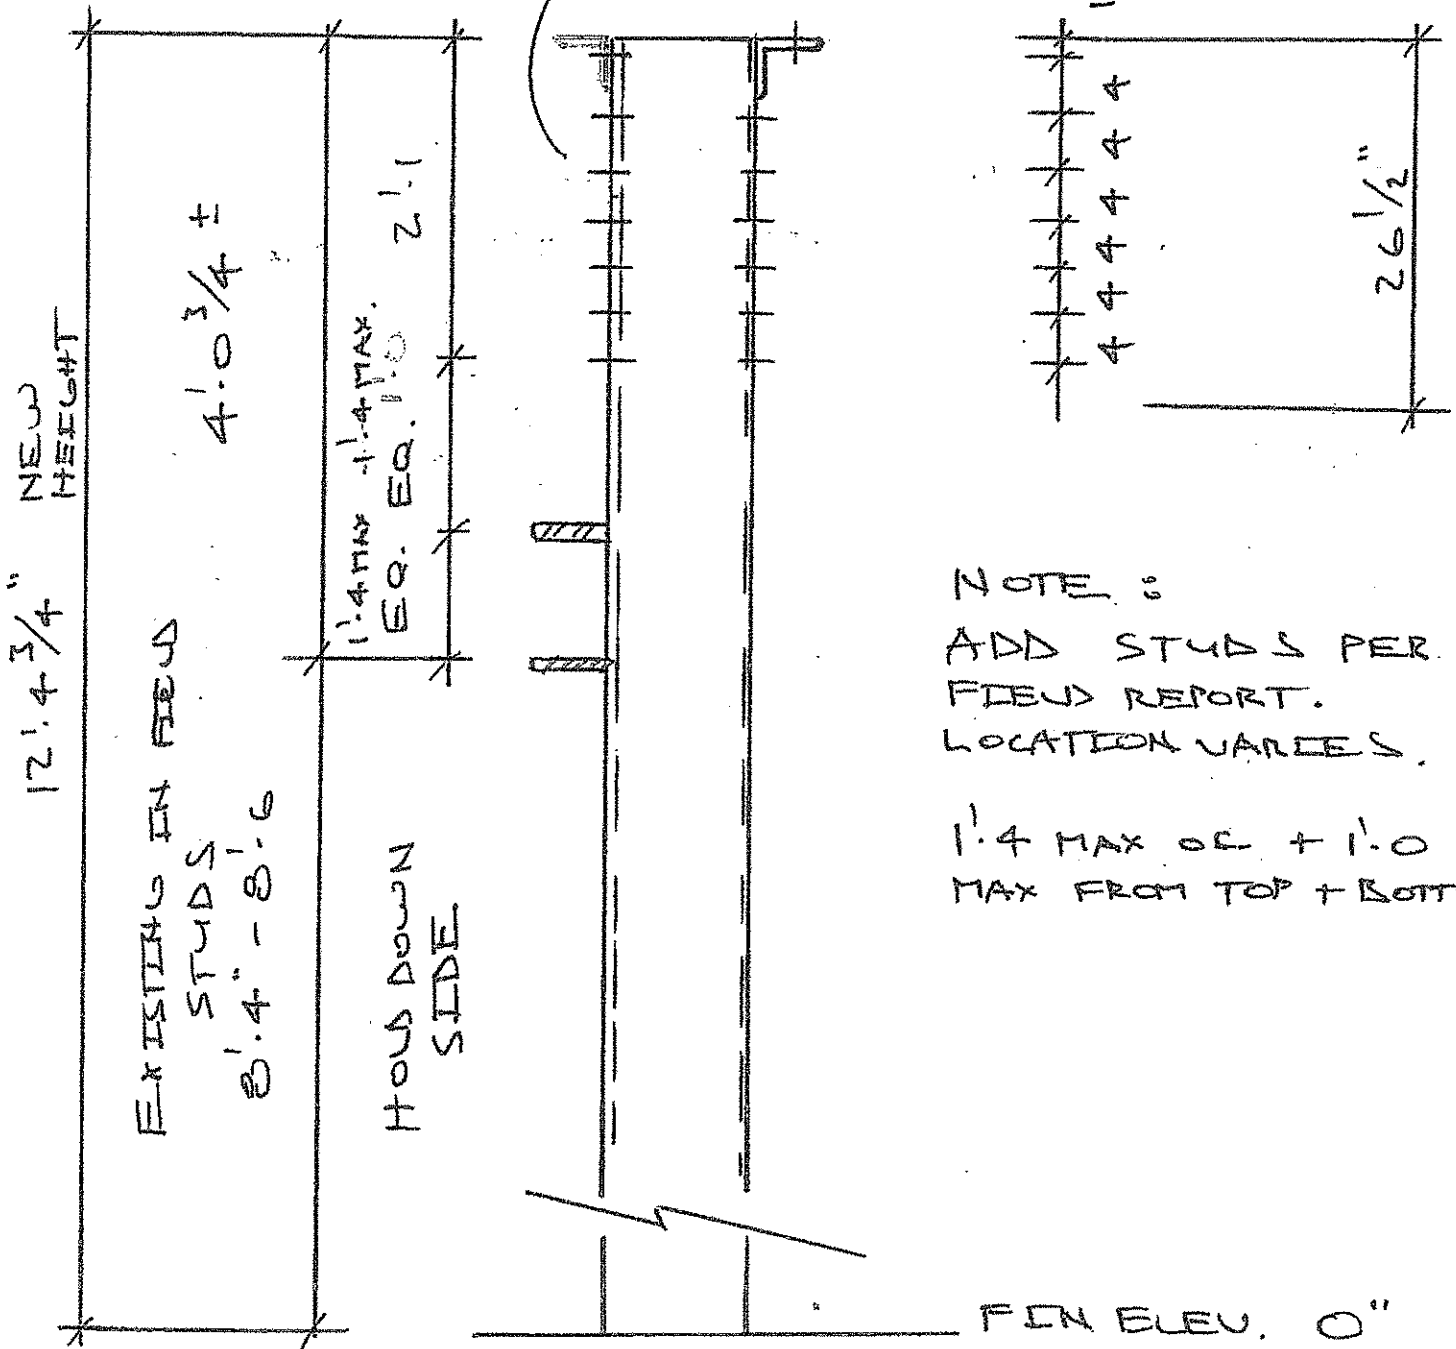 12'.4 3/4" NEW
HEIGHT
EXISTING IN FIELD
STUDS
8'.4" - 8'.6
4'.0 3/4 ±
1'.4 MAX + 1'.4 MAX.
EQ. EQ. 1'.0
2'.1
HOLD DOWN
SIDE
4 4 4 4 4 4
26 1/2"
NOTE :
ADD STUDS PER
FIELD REPORT.
LOCATION VARIES.
1'.4 MAX OC + 1'.0
MAX FROM TOP + BOTT
FIN ELEV. 0"